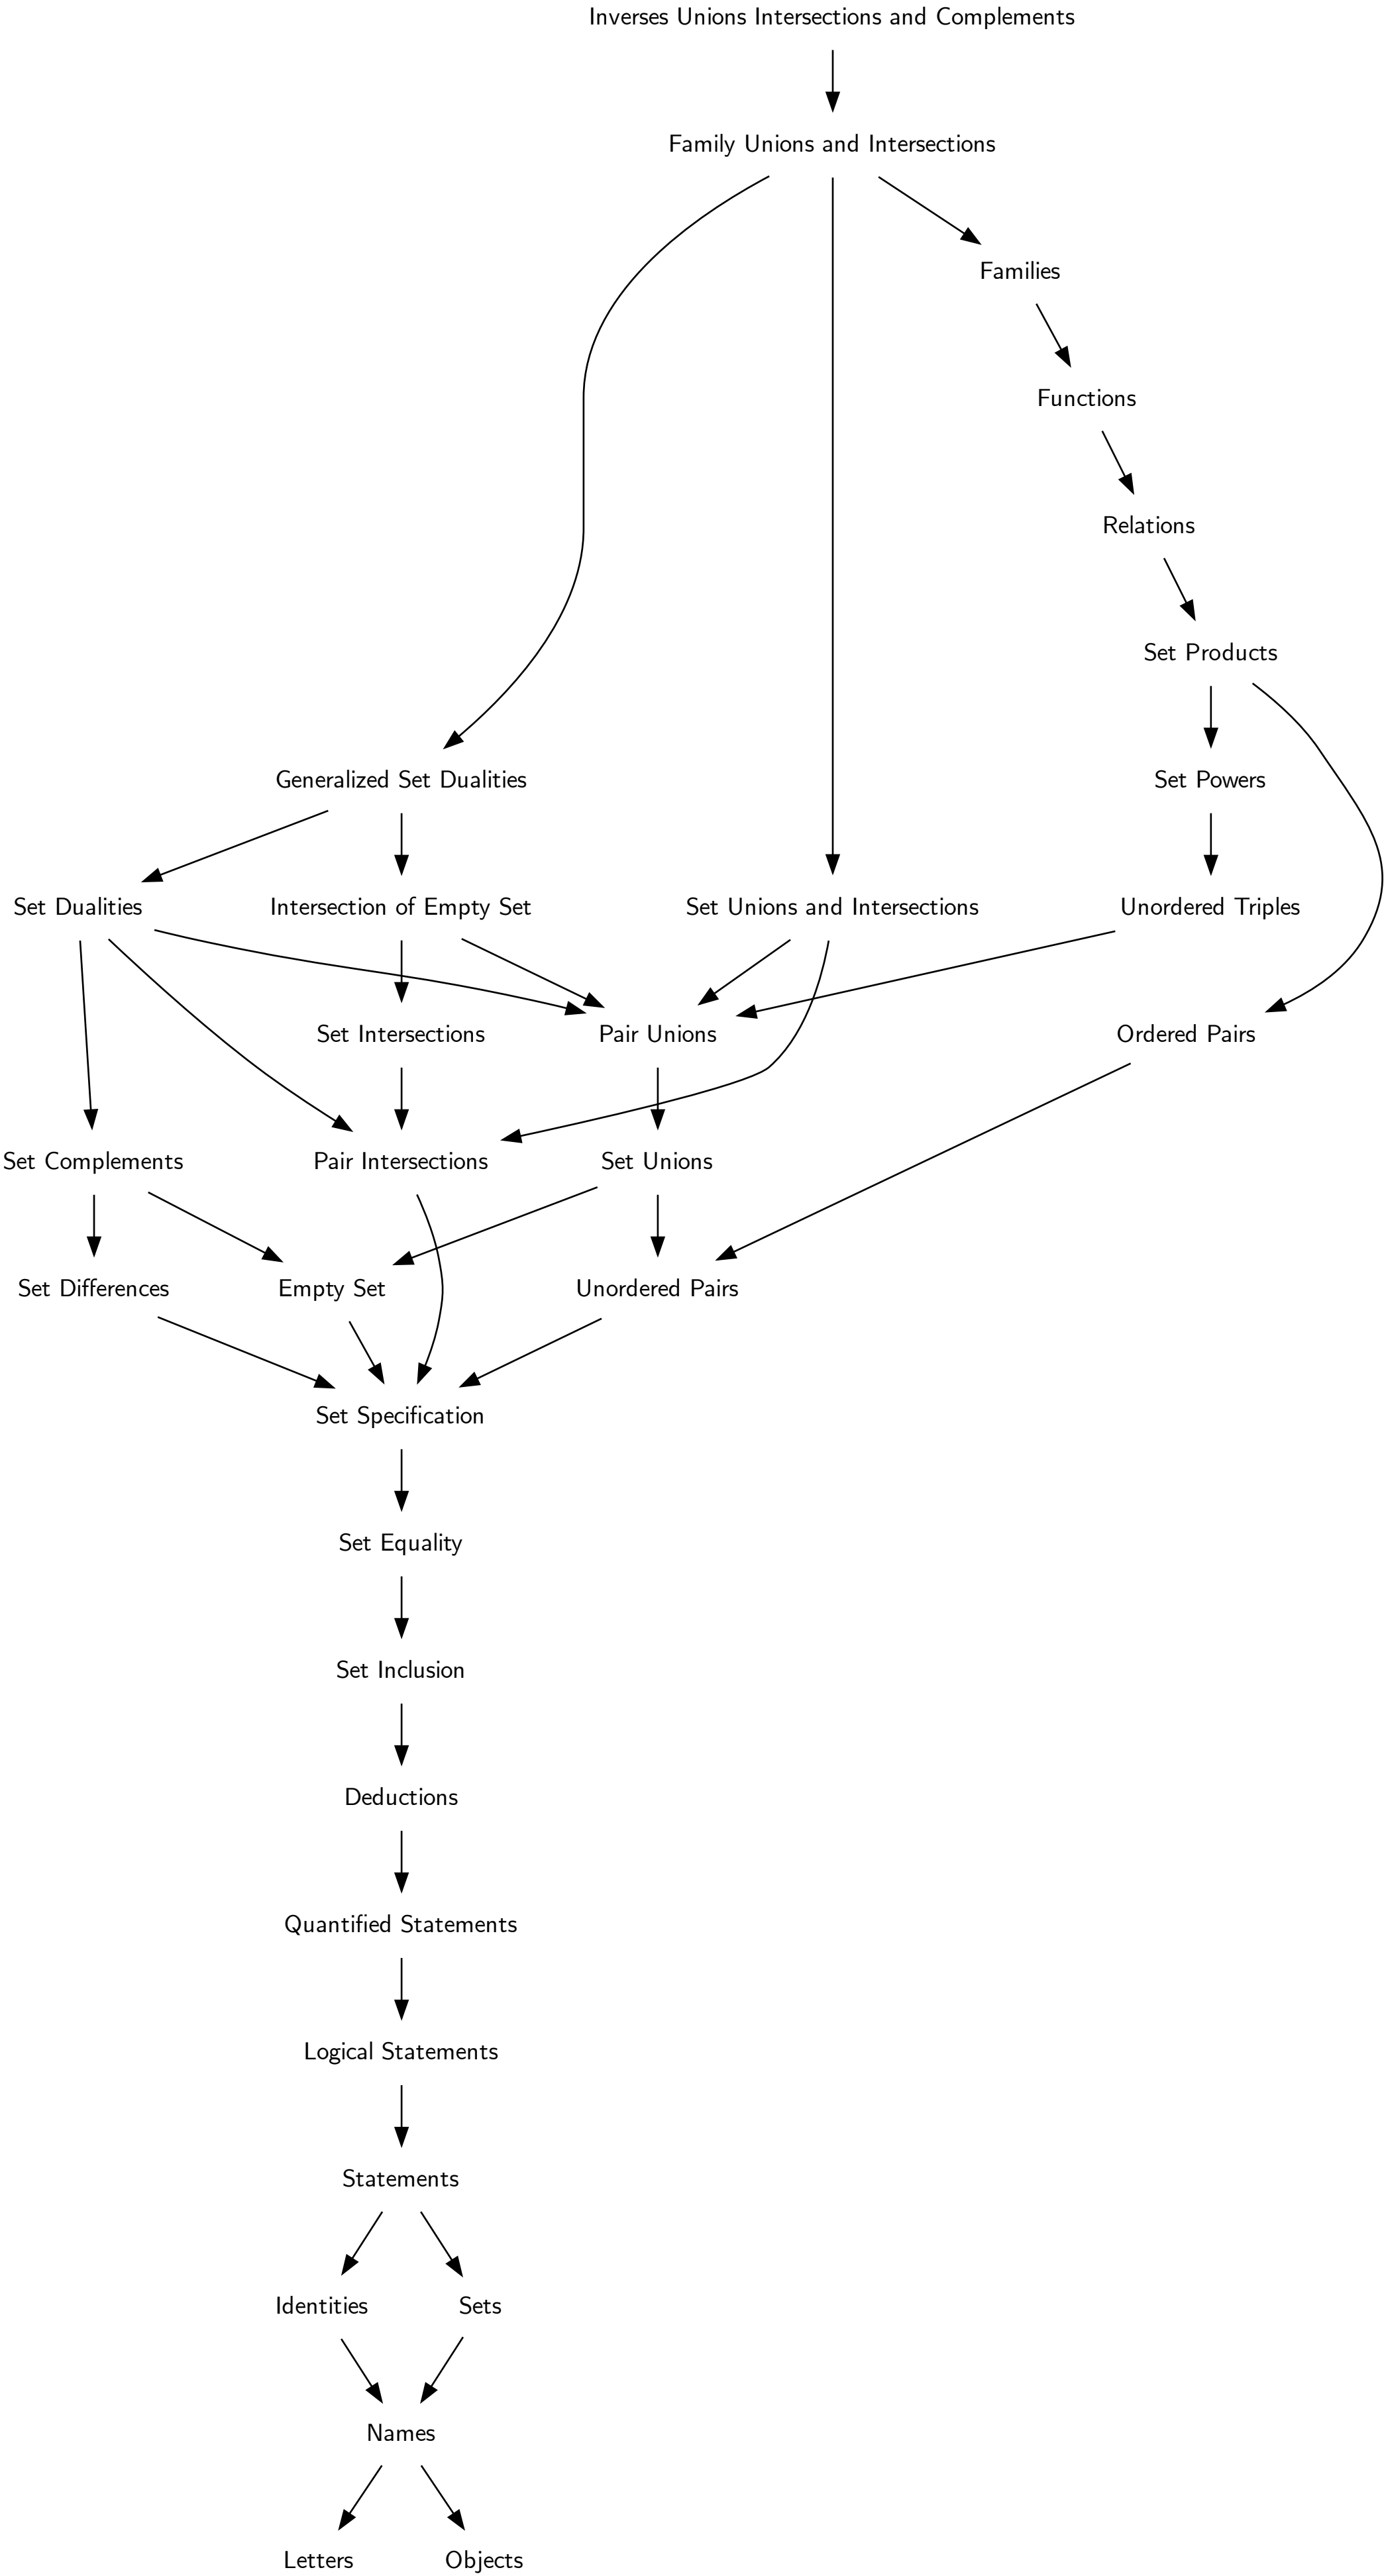 Inverses Unions Intersections and Complements
Family Unions and Intersections
Families
Functions
Relations
Set Products
Generalized Set Dualities
Set Powers
Set Dualities
Intersection of Empty Set
Set Unions and Intersections
Unordered Triples
Set Intersections
Pair Unions
Ordered Pairs
Set Complements
Pair Intersections
Set Unions
Set Differences
Empty Set
Unordered Pairs
Set Specification
Set Equality
Set Inclusion
Deductions
Quantified Statements
Logical Statements
Statements
Identities
Sets
Names
Letters
Objects